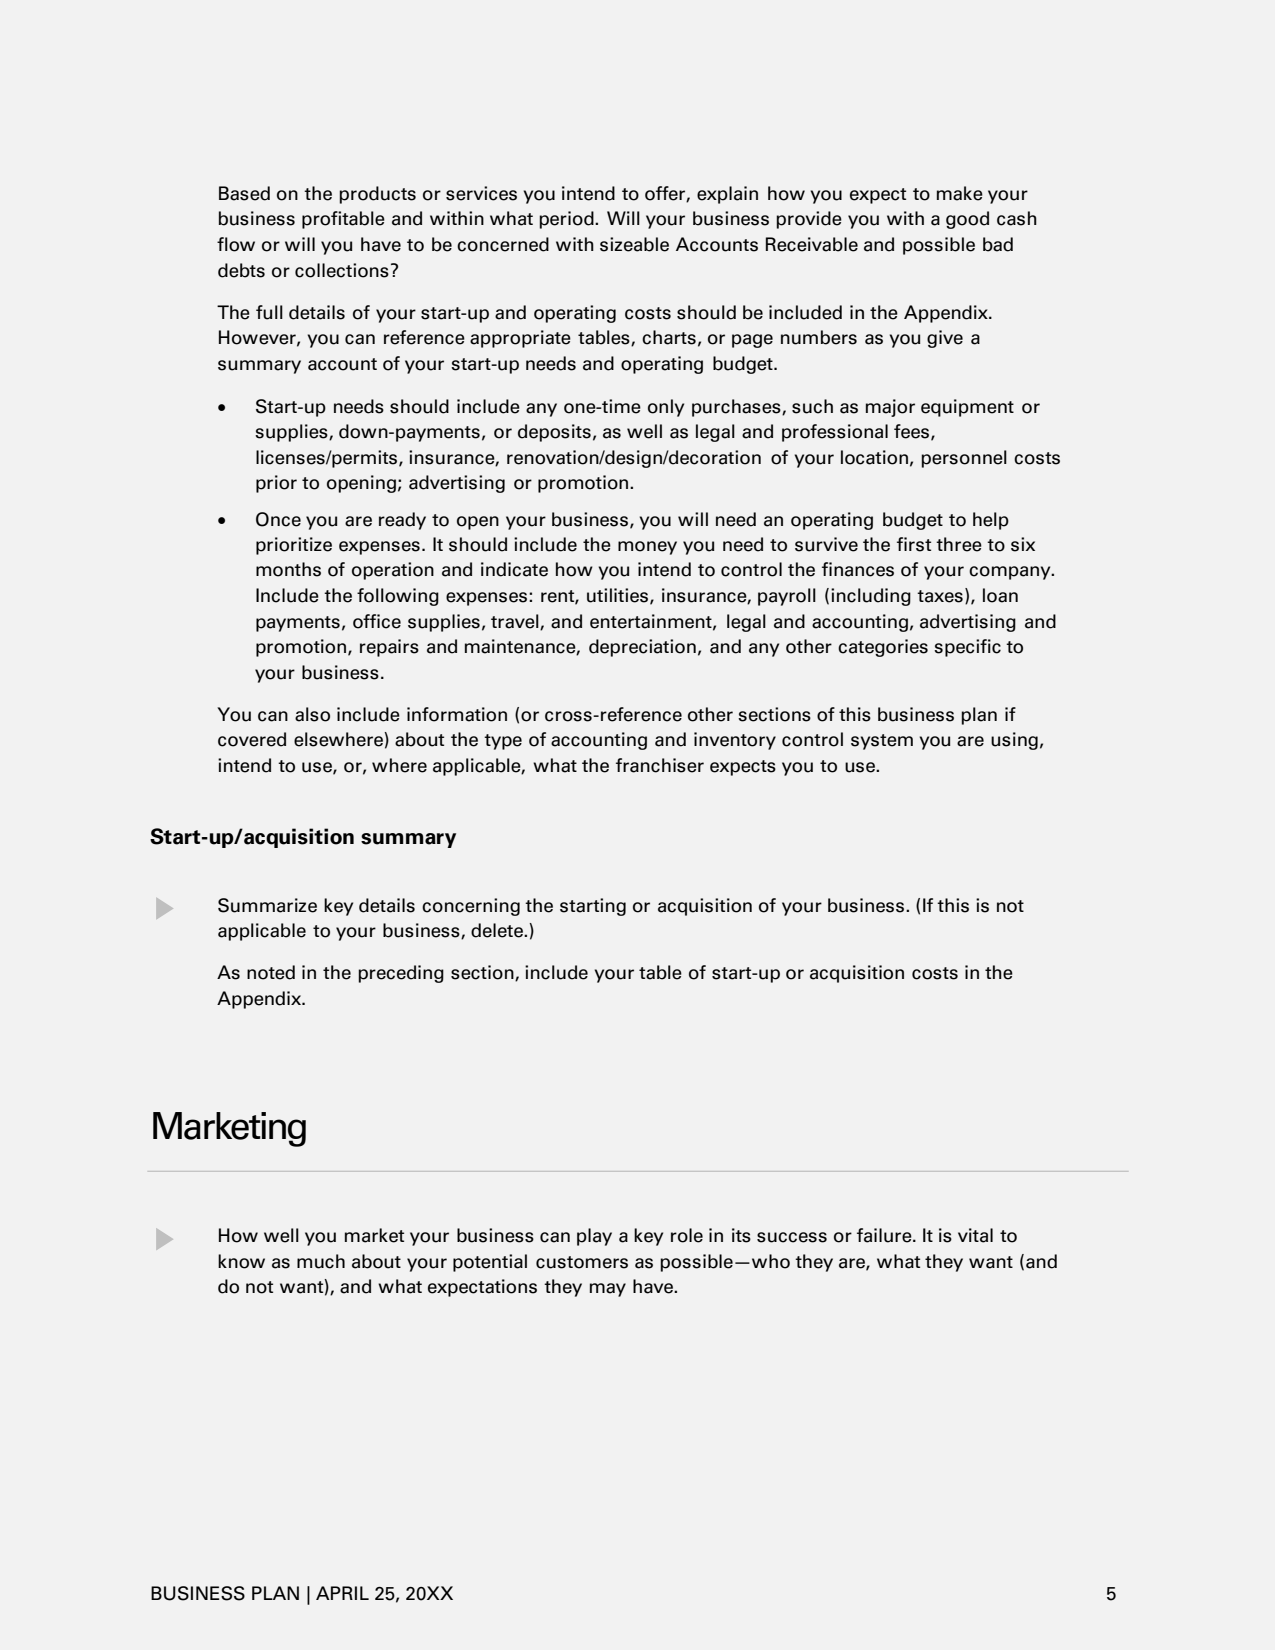 Based on the products or services you intend to offer, explain how you expect to make your
business profitable and within what period. Will your business provide you with a good cash
flow or will you have to be concerned with sizeable Accounts Receivable and possible bad
debts or collections?
The full details of your start-up and operating costs should be included in the Appendix.
However, you can reference appropriate tables, charts, or page numbers as you give a
summary account of your start-up needs and operating budget.
• Start-up needs should include any one-time only purchases, such as major equipment or
supplies, down-payments, or deposits, as well as legal and professional fees,
licenses/permits, insurance, renovation/design/decoration of your location, personnel costs
prior to opening; advertising or promotion.
• Once you are ready to open your business, you will need an operating budget to help
prioritize expenses. It should include the money you need to survive the first three to six
months of operation and indicate how you intend to control the finances of your company.
Include the following expenses: rent, utilities, insurance, payroll (including taxes), loan
payments, office supplies, travel, and entertainment, legal and accounting, advertising and
promotion, repairs and maintenance, depreciation, and any other categories specific to
your business.
You can also include information (or cross-reference other sections of this business plan if
covered elsewhere) about the type of accounting and inventory control system you are using,
intend to use, or, where applicable, what the franchiser expects you to use.
Start-up/acquisition summary
Summarize key details concerning the starting or acquisition of your business. (If this is not
applicable to your business, delete.)
As noted in the preceding section, include your table of start-up or acquisition costs in the
Appendix.
Marketing
How well you market your business can play a key role in its success or failure. It is vital to
know as much about your potential customers as possible—who they are, what they want (and
do not want), and what expectations they may have.
BUSINESS PLAN | APRIL 25, 20XX 5